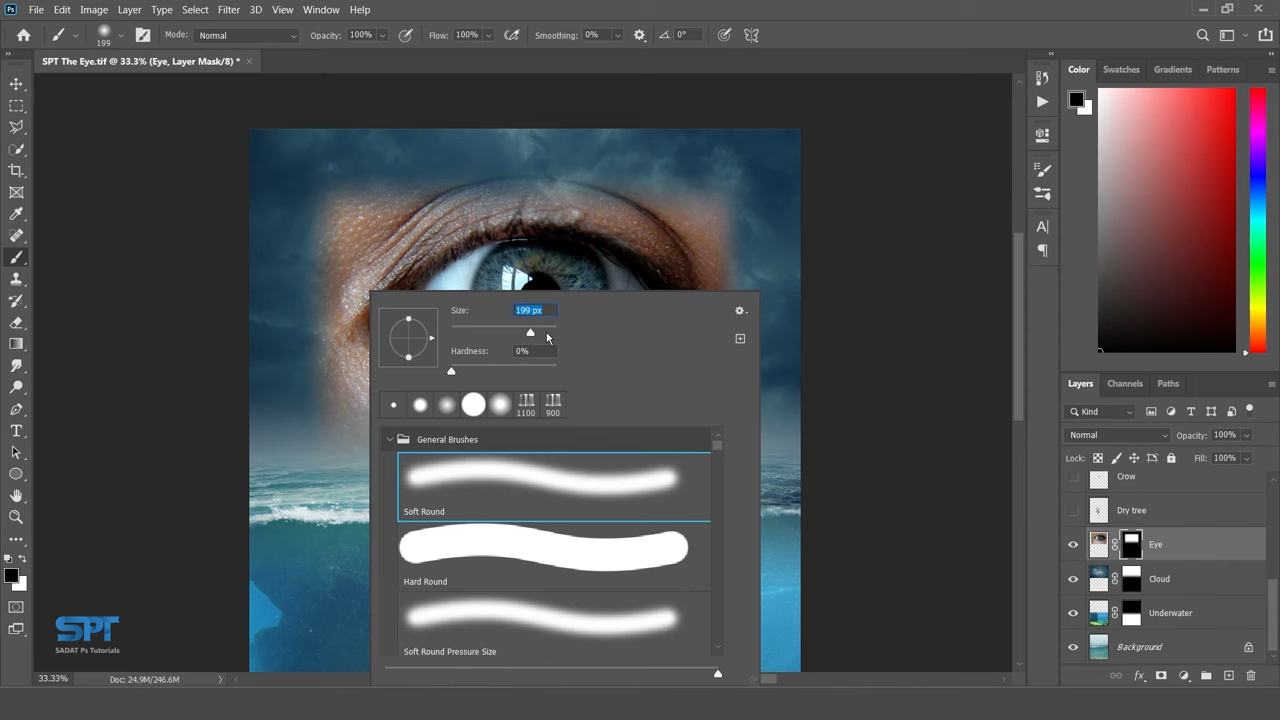 Ps File Edit Image Layer Type Select Filter 3D View Window Help
199 Mode: Normal Opacity: 100% Flow: 100% Smoothing: 0% 0°
SPT The Eye.tif @ 33.3% (Eye, Layer Mask/8) *
Color Swatches Gradients Patterns
Size: 199 px
Hardness: 0%
1100 900
General Brushes
Soft Round
Hard Round
Soft Round Pressure Size
Layers Channels Paths
Kind
Normal Opacity: 100%
Lock: Fill: 100%
Crow
Dry tree
Eye
Cloud
Underwater
Background
SPT
SADAT Ps Tutorials
33.33% Doc: 24.9M/246.6M